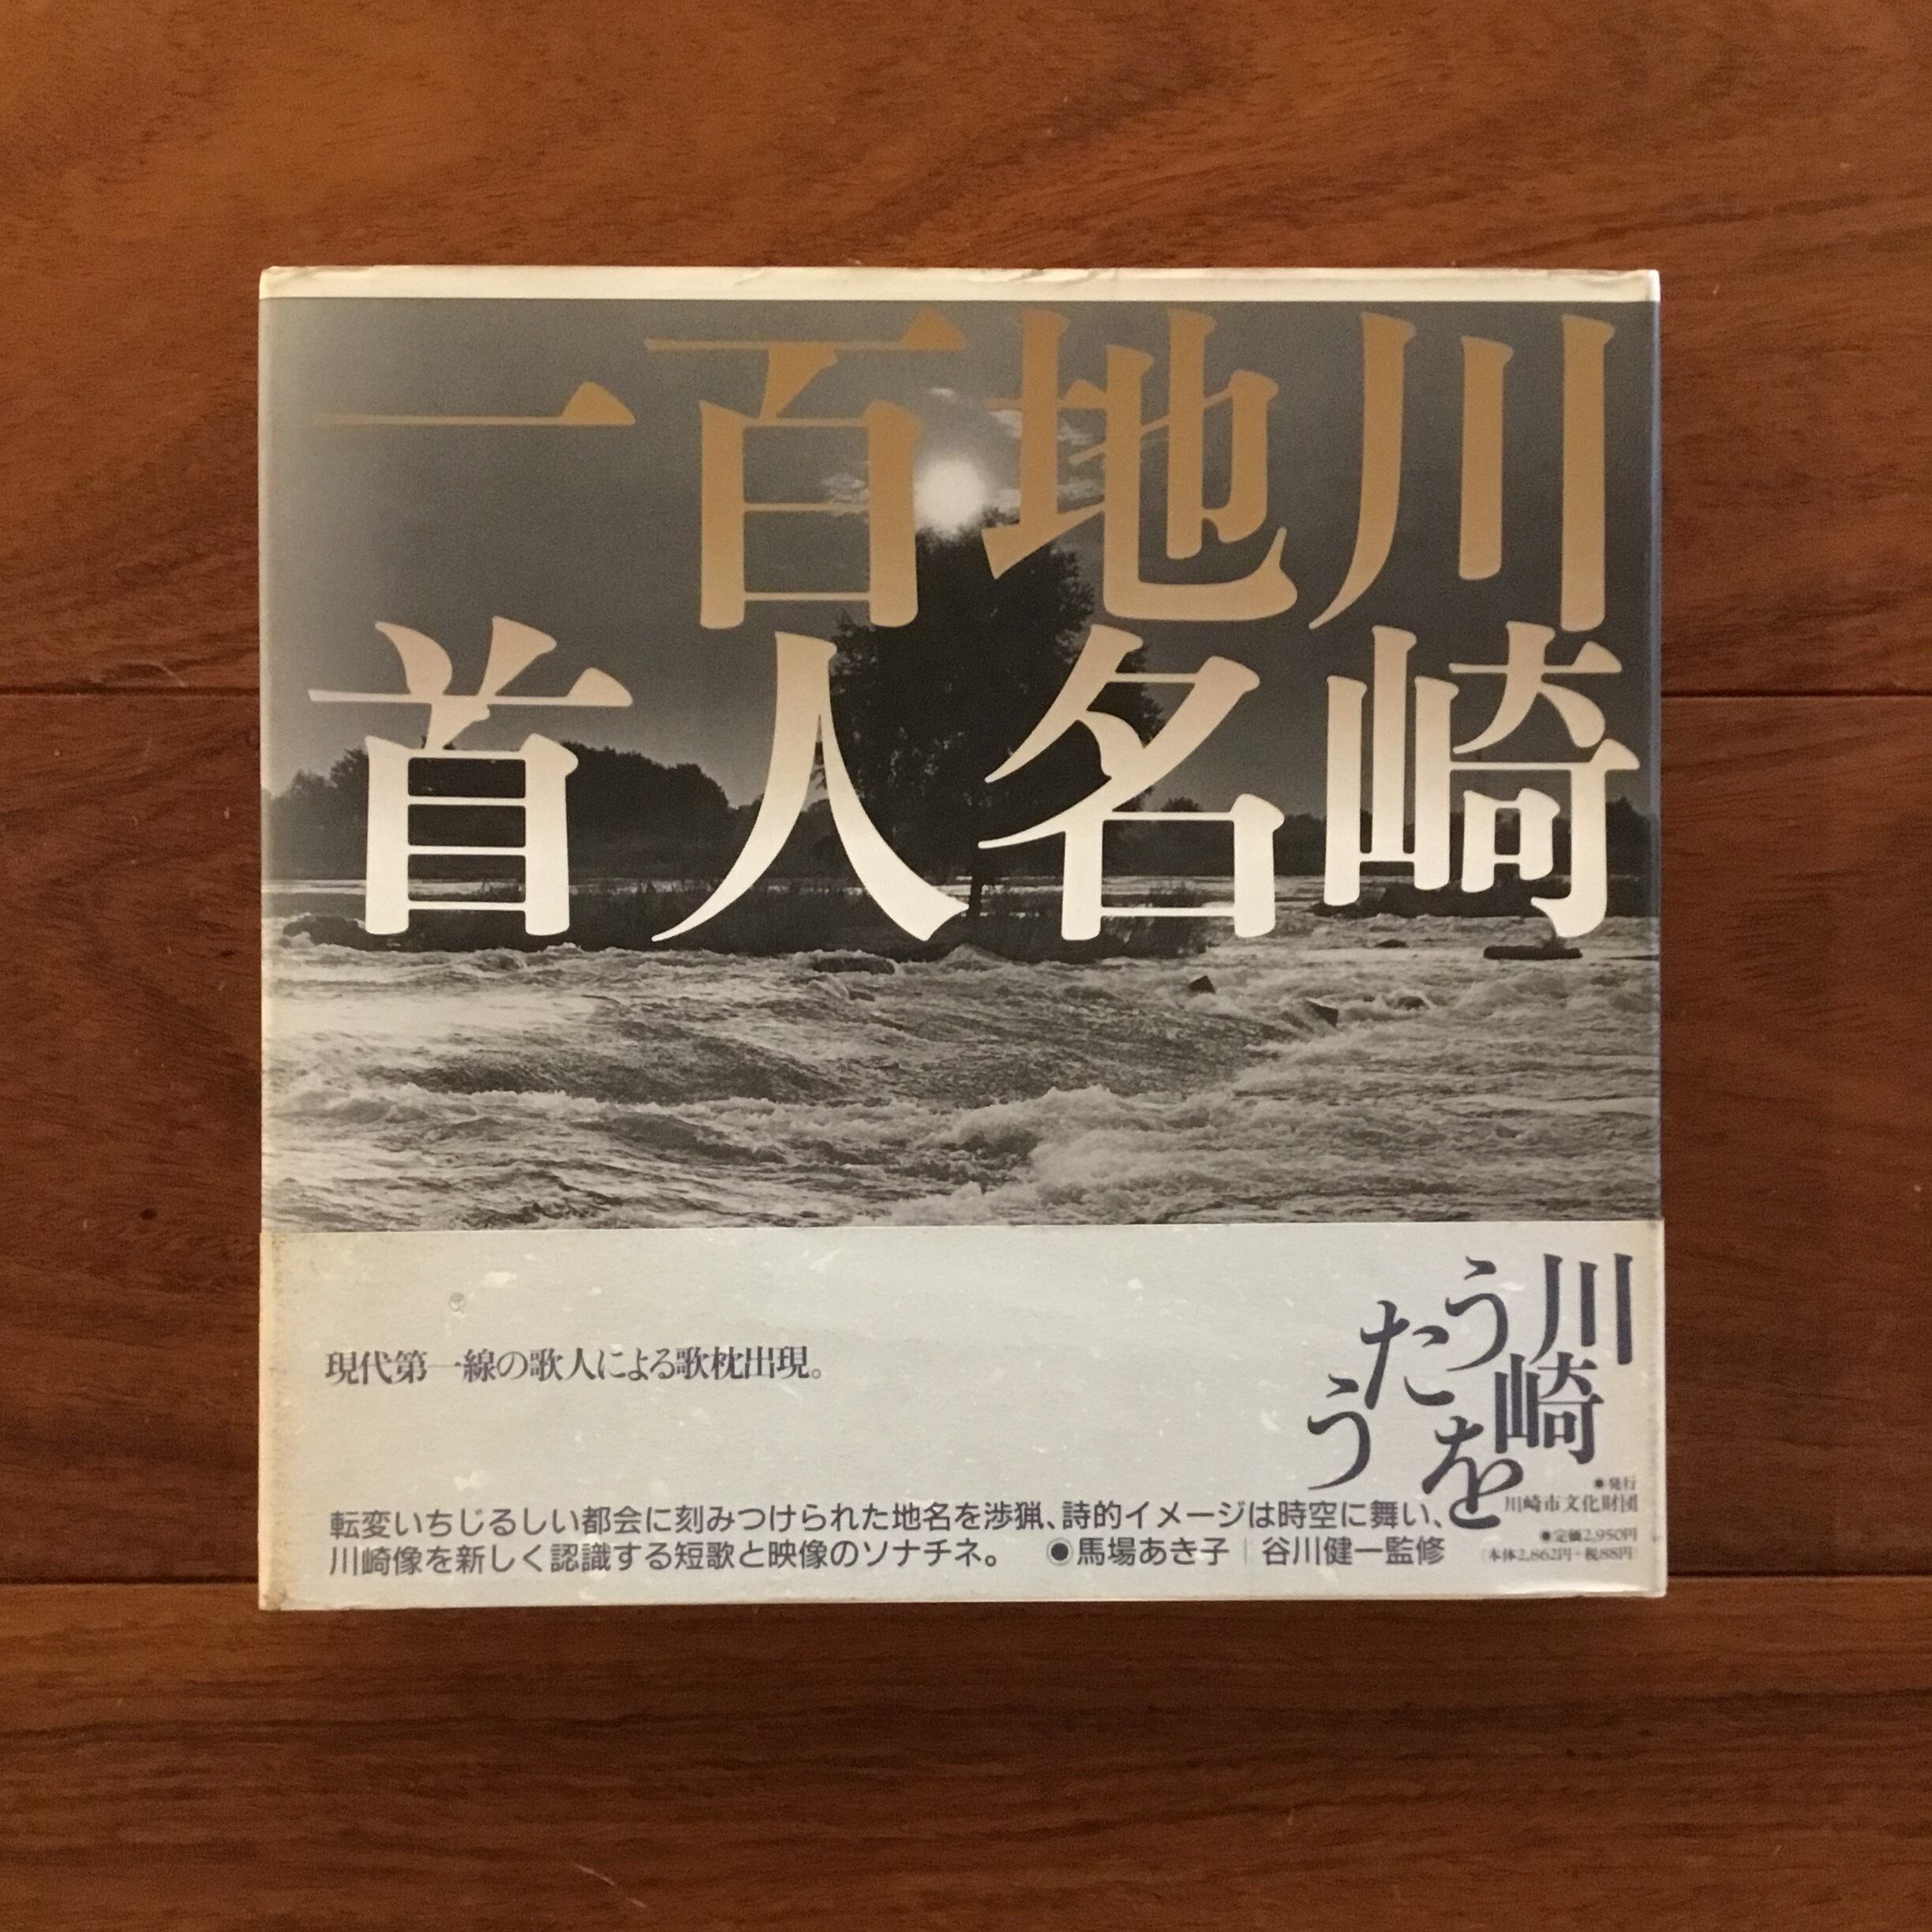 川崎
地名
百人
一首
川崎を
うたう
現代第一線の歌人による歌枕出現。
転変いちじるしい都会に刻みつけられた地名を渉猟、詩的イメージは時空に舞い、
川崎像を新しく認識する短歌と映像のソナチネ。 ●馬場あき子|谷川健一監修
●発行
川崎市文化財団
●定価2,950円
(本体2,862円+税88円)